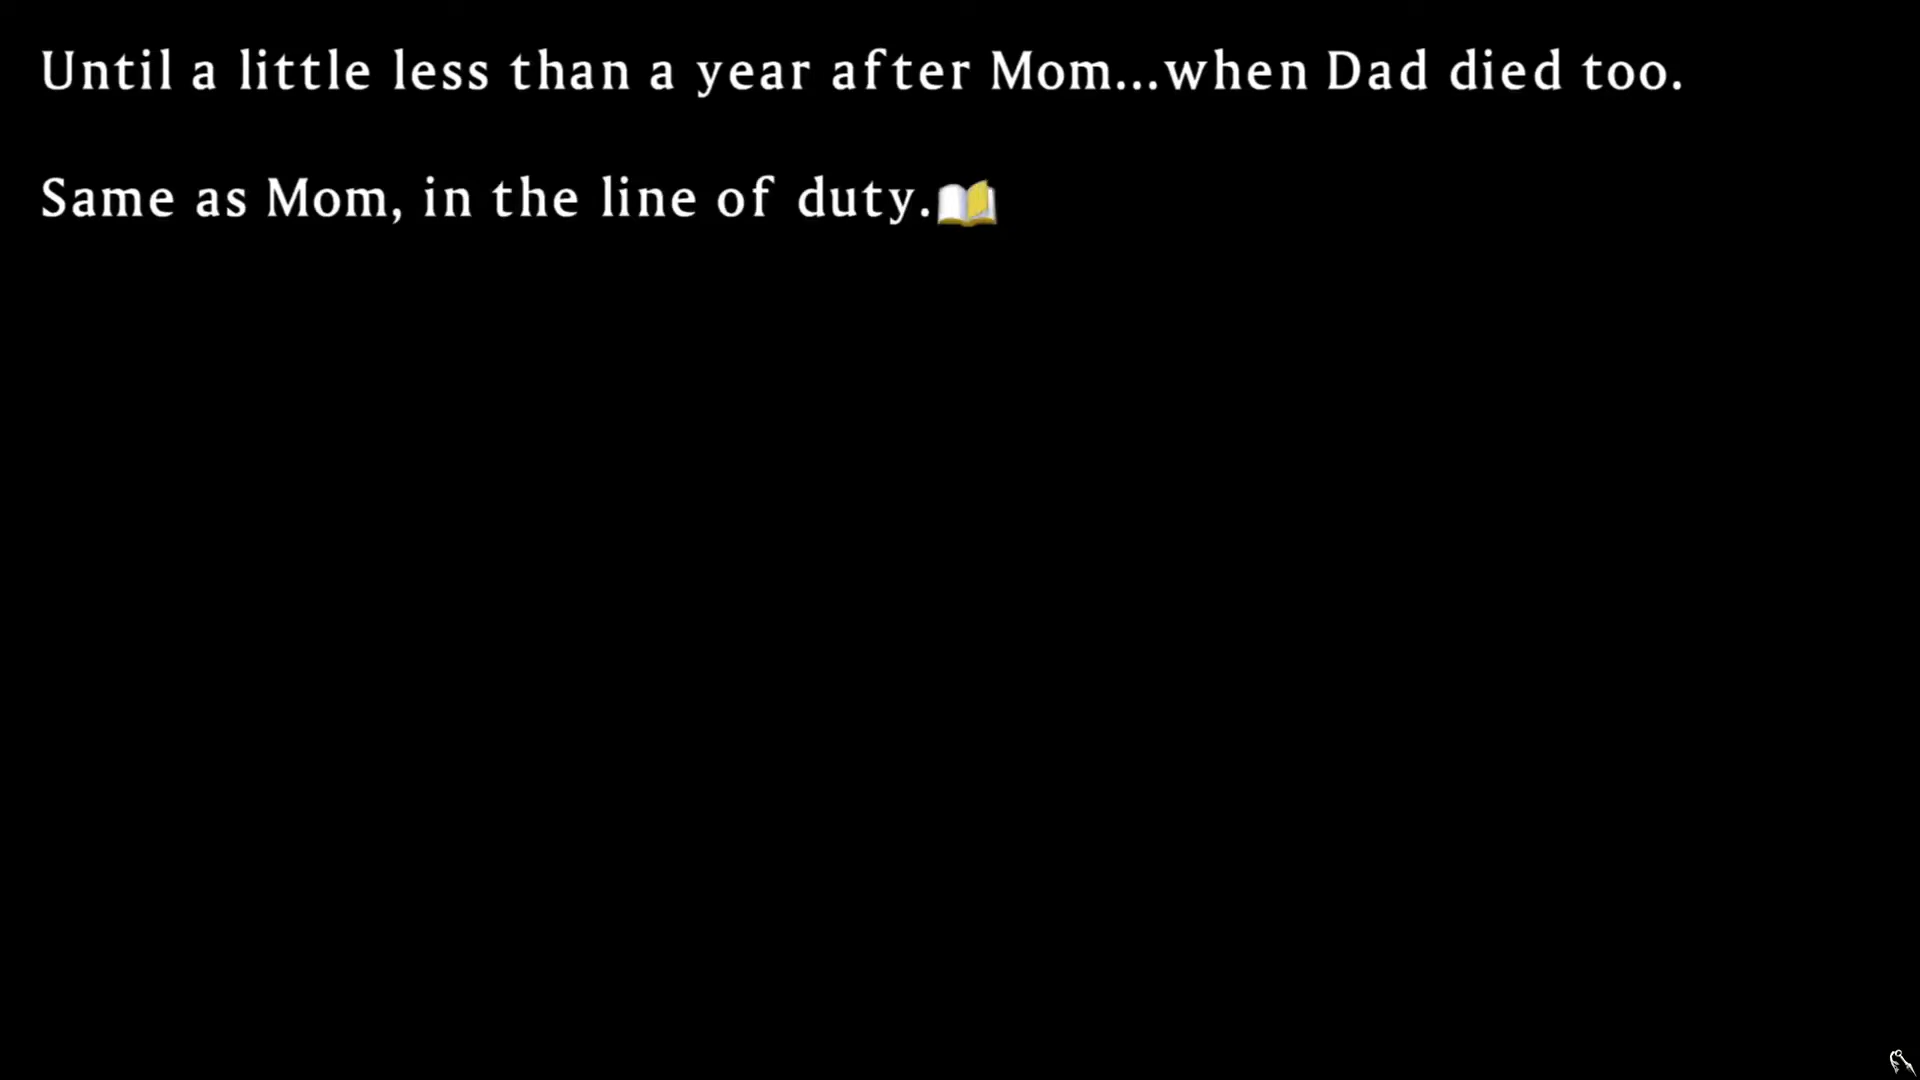 Until a little less than a year after Mom...when Dad died too.
Same as Mom, in the line of duty.